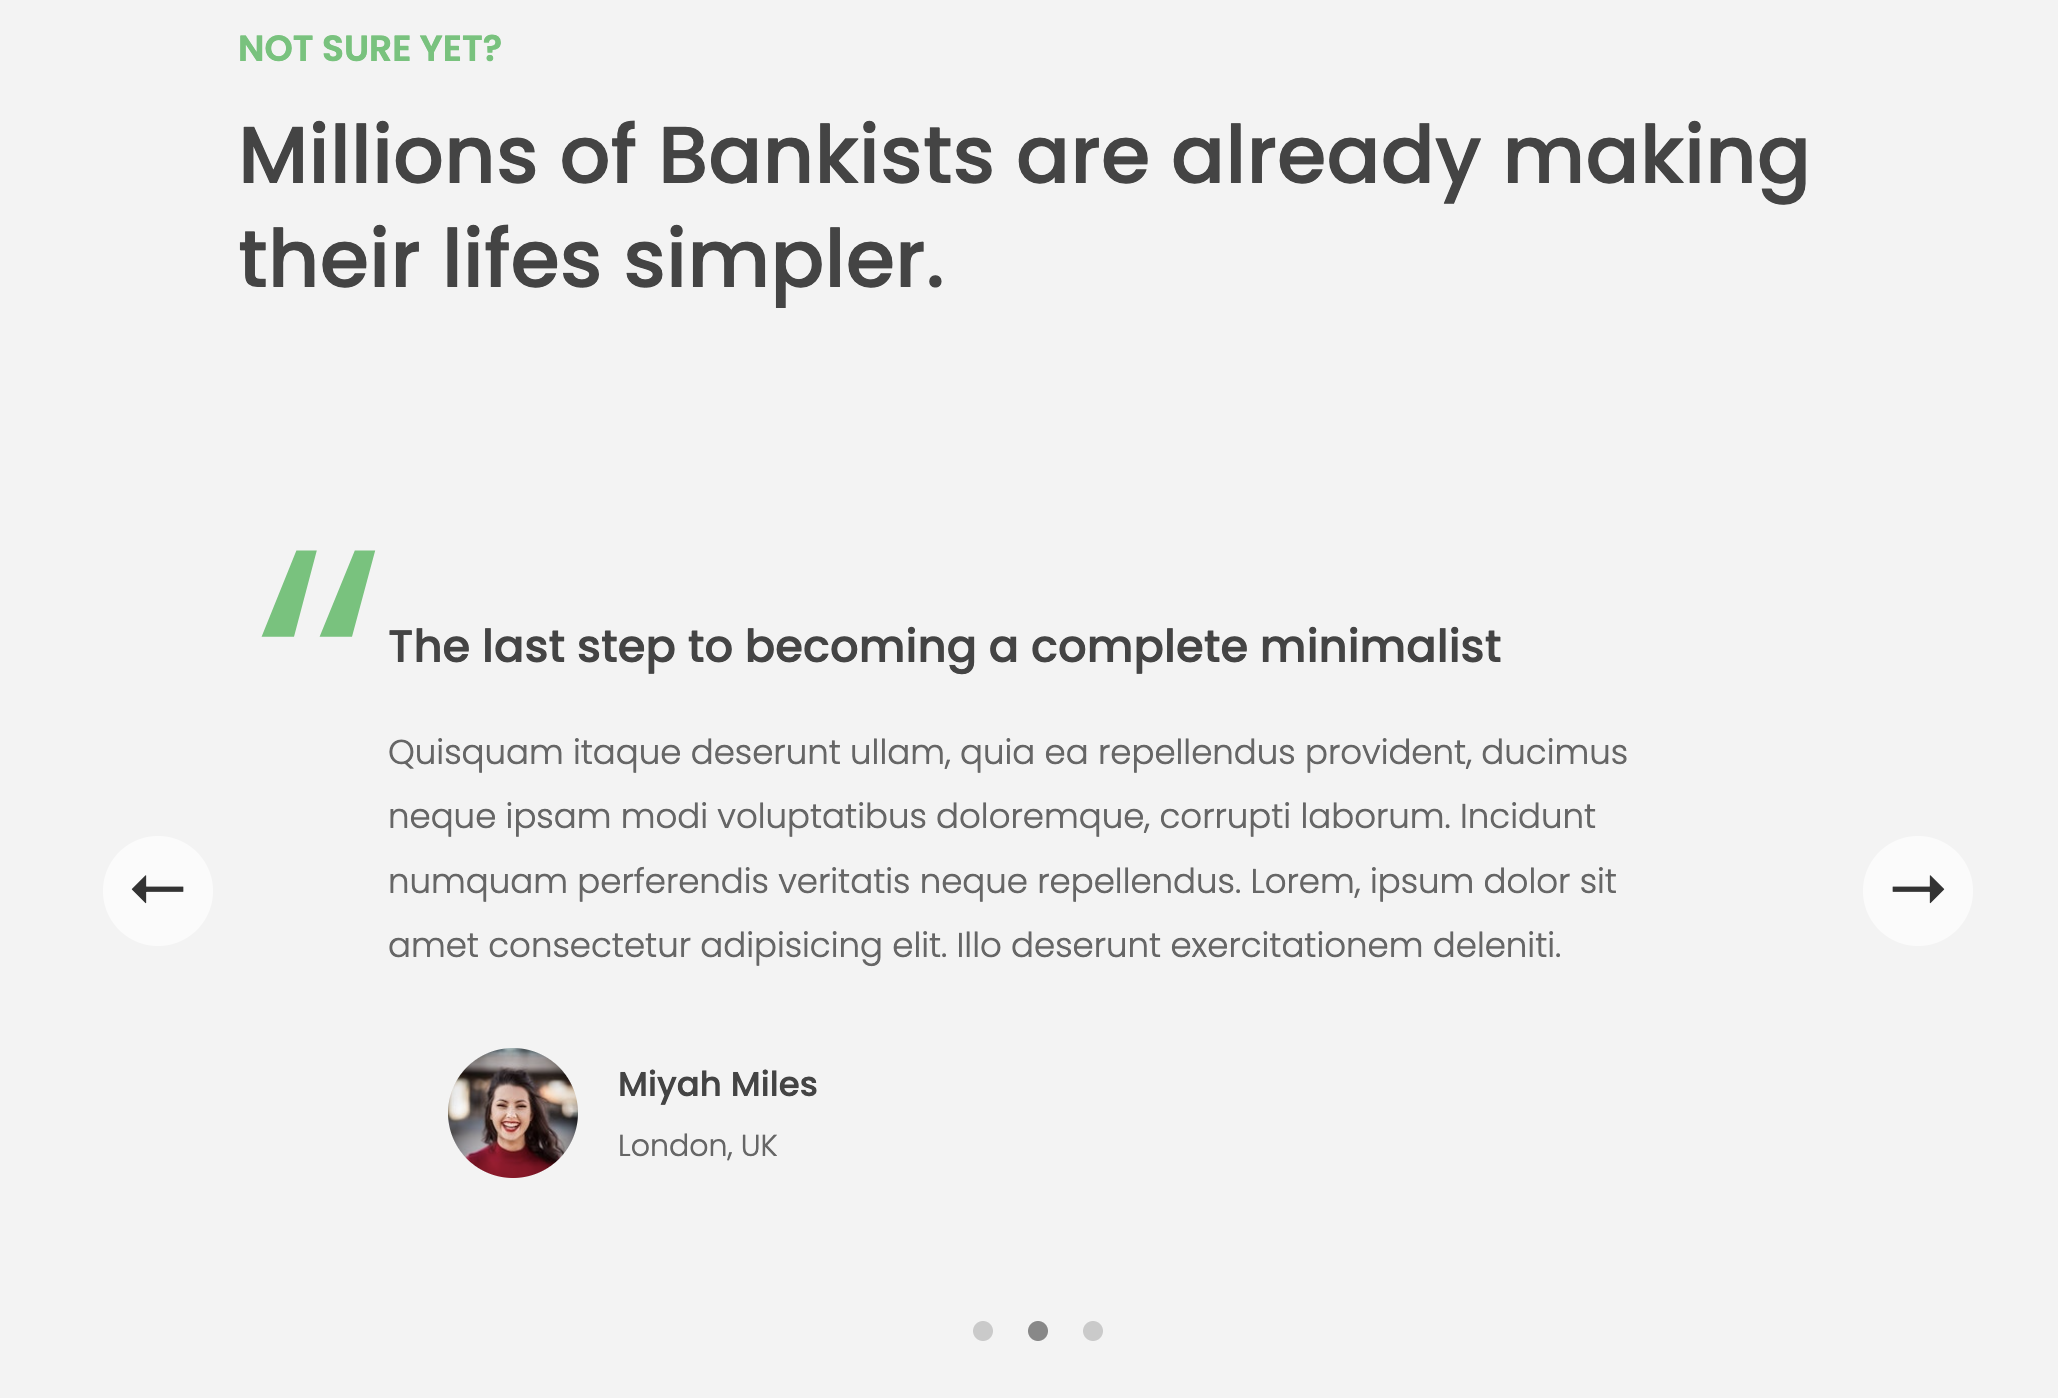 NOT SURE YET?
Millions of Bankists are already making
their lifes simpler.
“
The last step to becoming a complete minimalist
Quisquam itaque deserunt ullam, quia ea repellendus provident, ducimus
neque ipsam modi voluptatibus doloremque, corrupti laborum. Incidunt
numquam perferendis veritatis neque repellendus. Lorem, ipsum dolor sit
amet consectetur adipisicing elit. Illo deserunt exercitationem deleniti.
Miyah Miles
London, UK